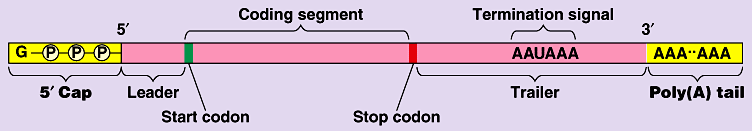 Coding segment
Termination signal
5′
3′
G P P P
AAUAAA
AAA··AAA
5′ Cap
Leader
Trailer
Poly(A) tail
Start codon
Stop codon